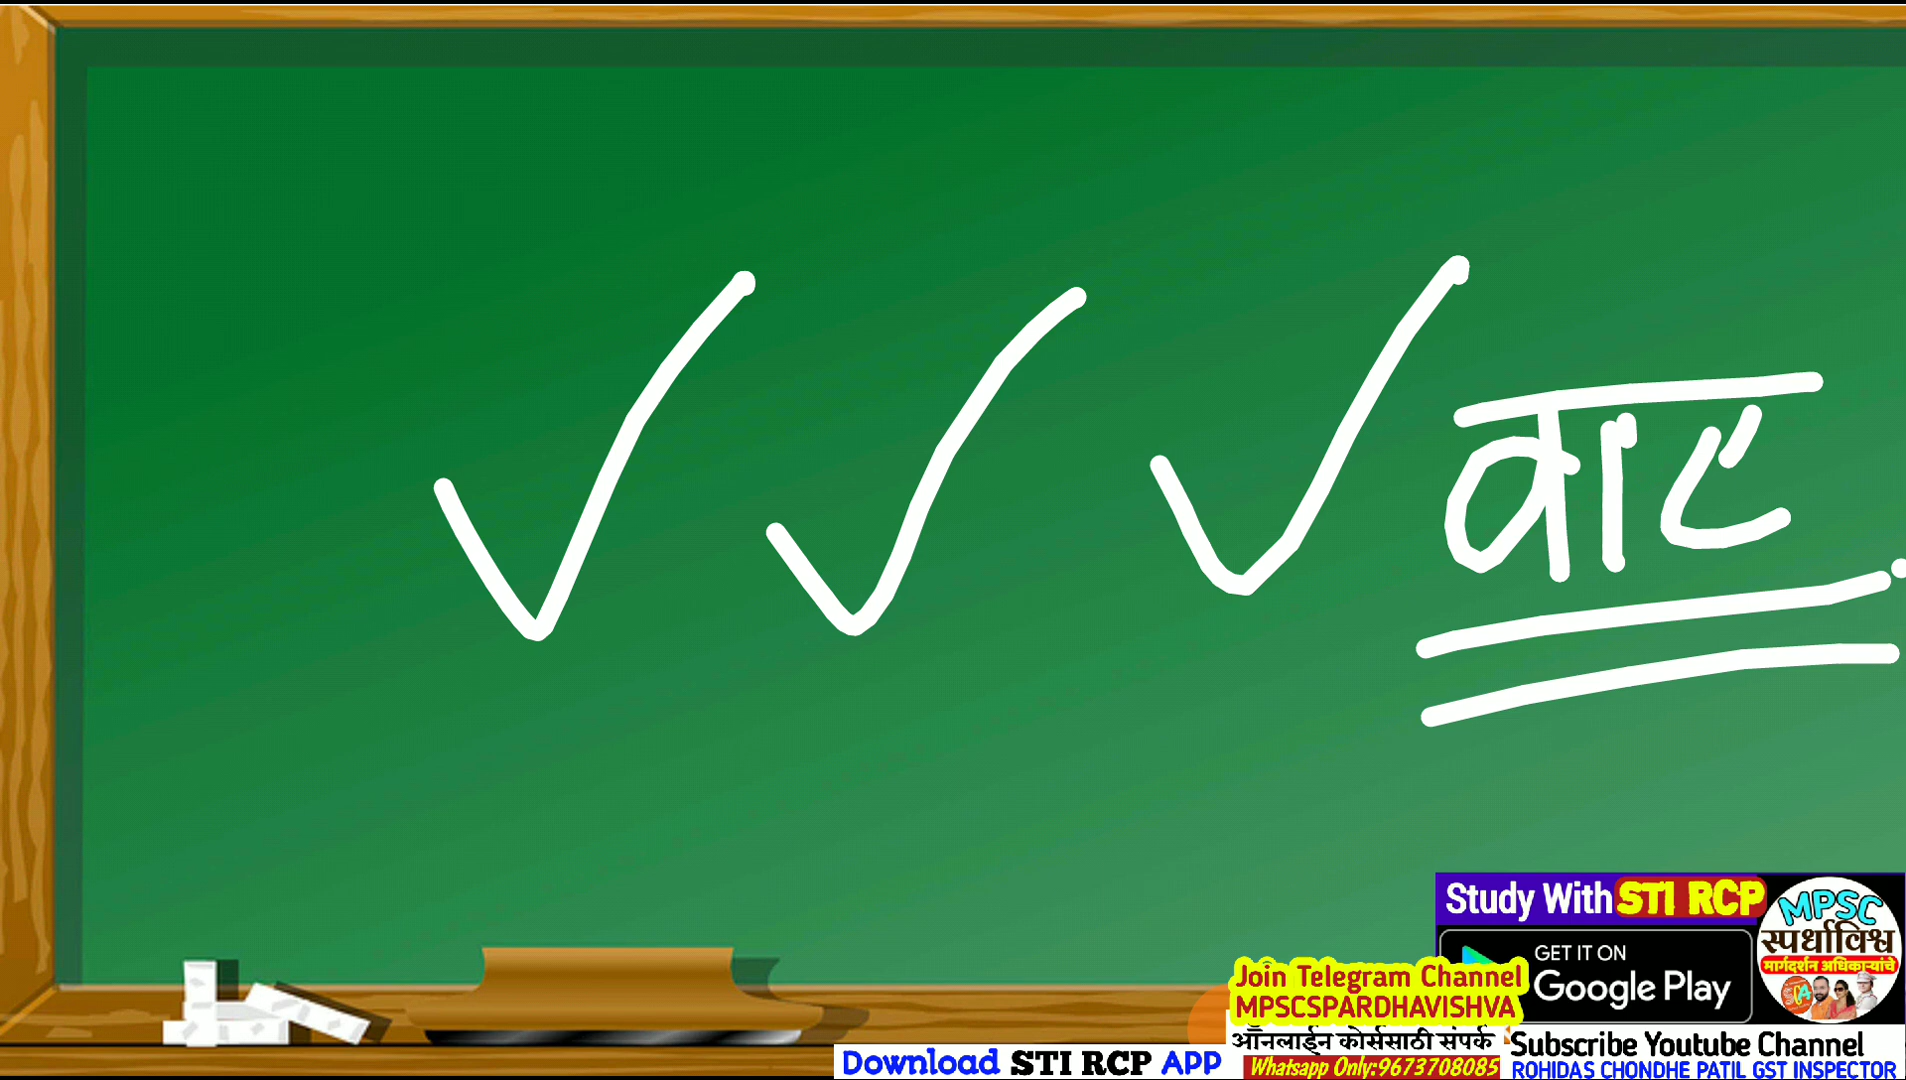 ✓ ✓ ✓ वाट
Study With STI RCP
GET IT ON
Google Play
MPSC
स्पर्धाविश्व
मार्गदर्शन अधिकाऱ्यांचे
Join Telegram Channel
MPSCSPARDHAVISHVA
ऑनलाईन कोर्ससाठी संपर्क
Whatsapp Only:9673708085
Download STI RCP APP
Subscribe Youtube Channel
ROHIDAS CHONDHE PATIL GST INSPECTOR